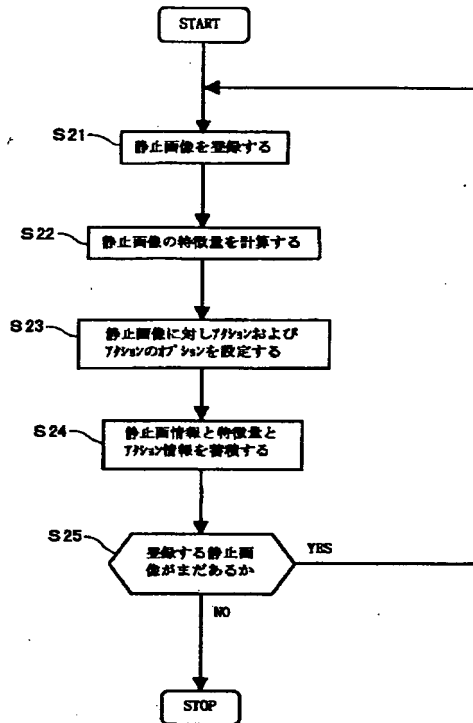 START
S21
静止画像を登録する
S22
静止画像の特徴量を計算する
S23
静止画像に対しｱｸｼｮﾝおよび
ｱｸｼｮﾝのｵﾌﾟｼｮﾝを設定する
S24
静止画情報と特徴量と
ｱｸｼｮﾝ情報を蓄積する
S25
登録する静止画
像がまだあるか
YES
NO
STOP